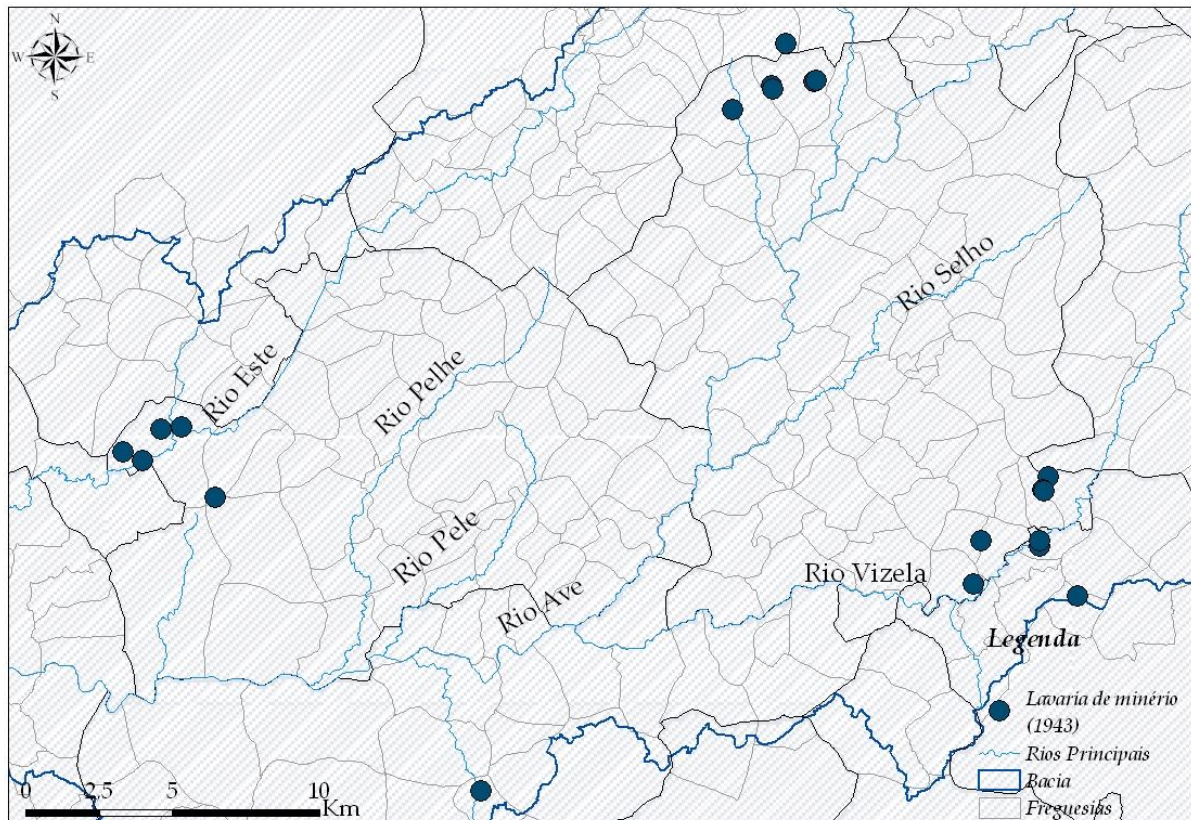 N
W E
S
Rio Selho
Rio Este
Rio Pelhe
Rio Pele
Rio Ave
Rio Vizela
Legenda
Lavaria de minério
(1943)
Rios Principais
Bacia
Freguesias
0 2,5 5 10
Km